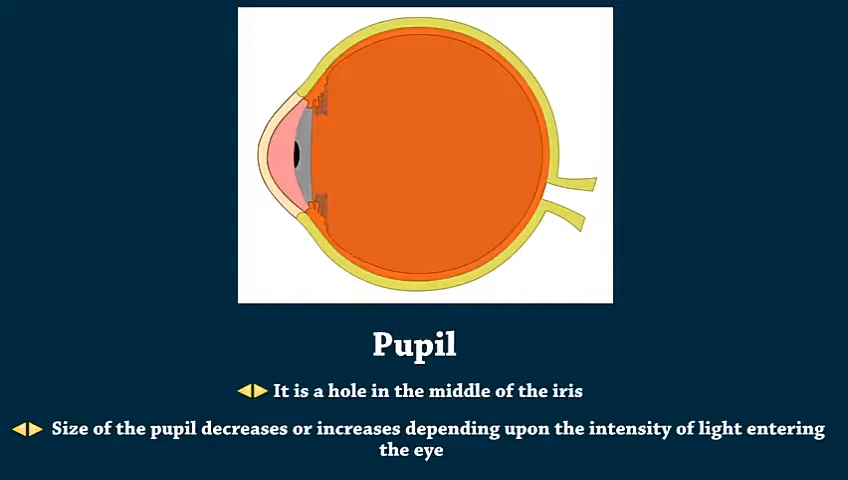 Pupil
It is a hole in the middle of the iris
Size of the pupil decreases or increases depending upon the intensity of light entering
the eye